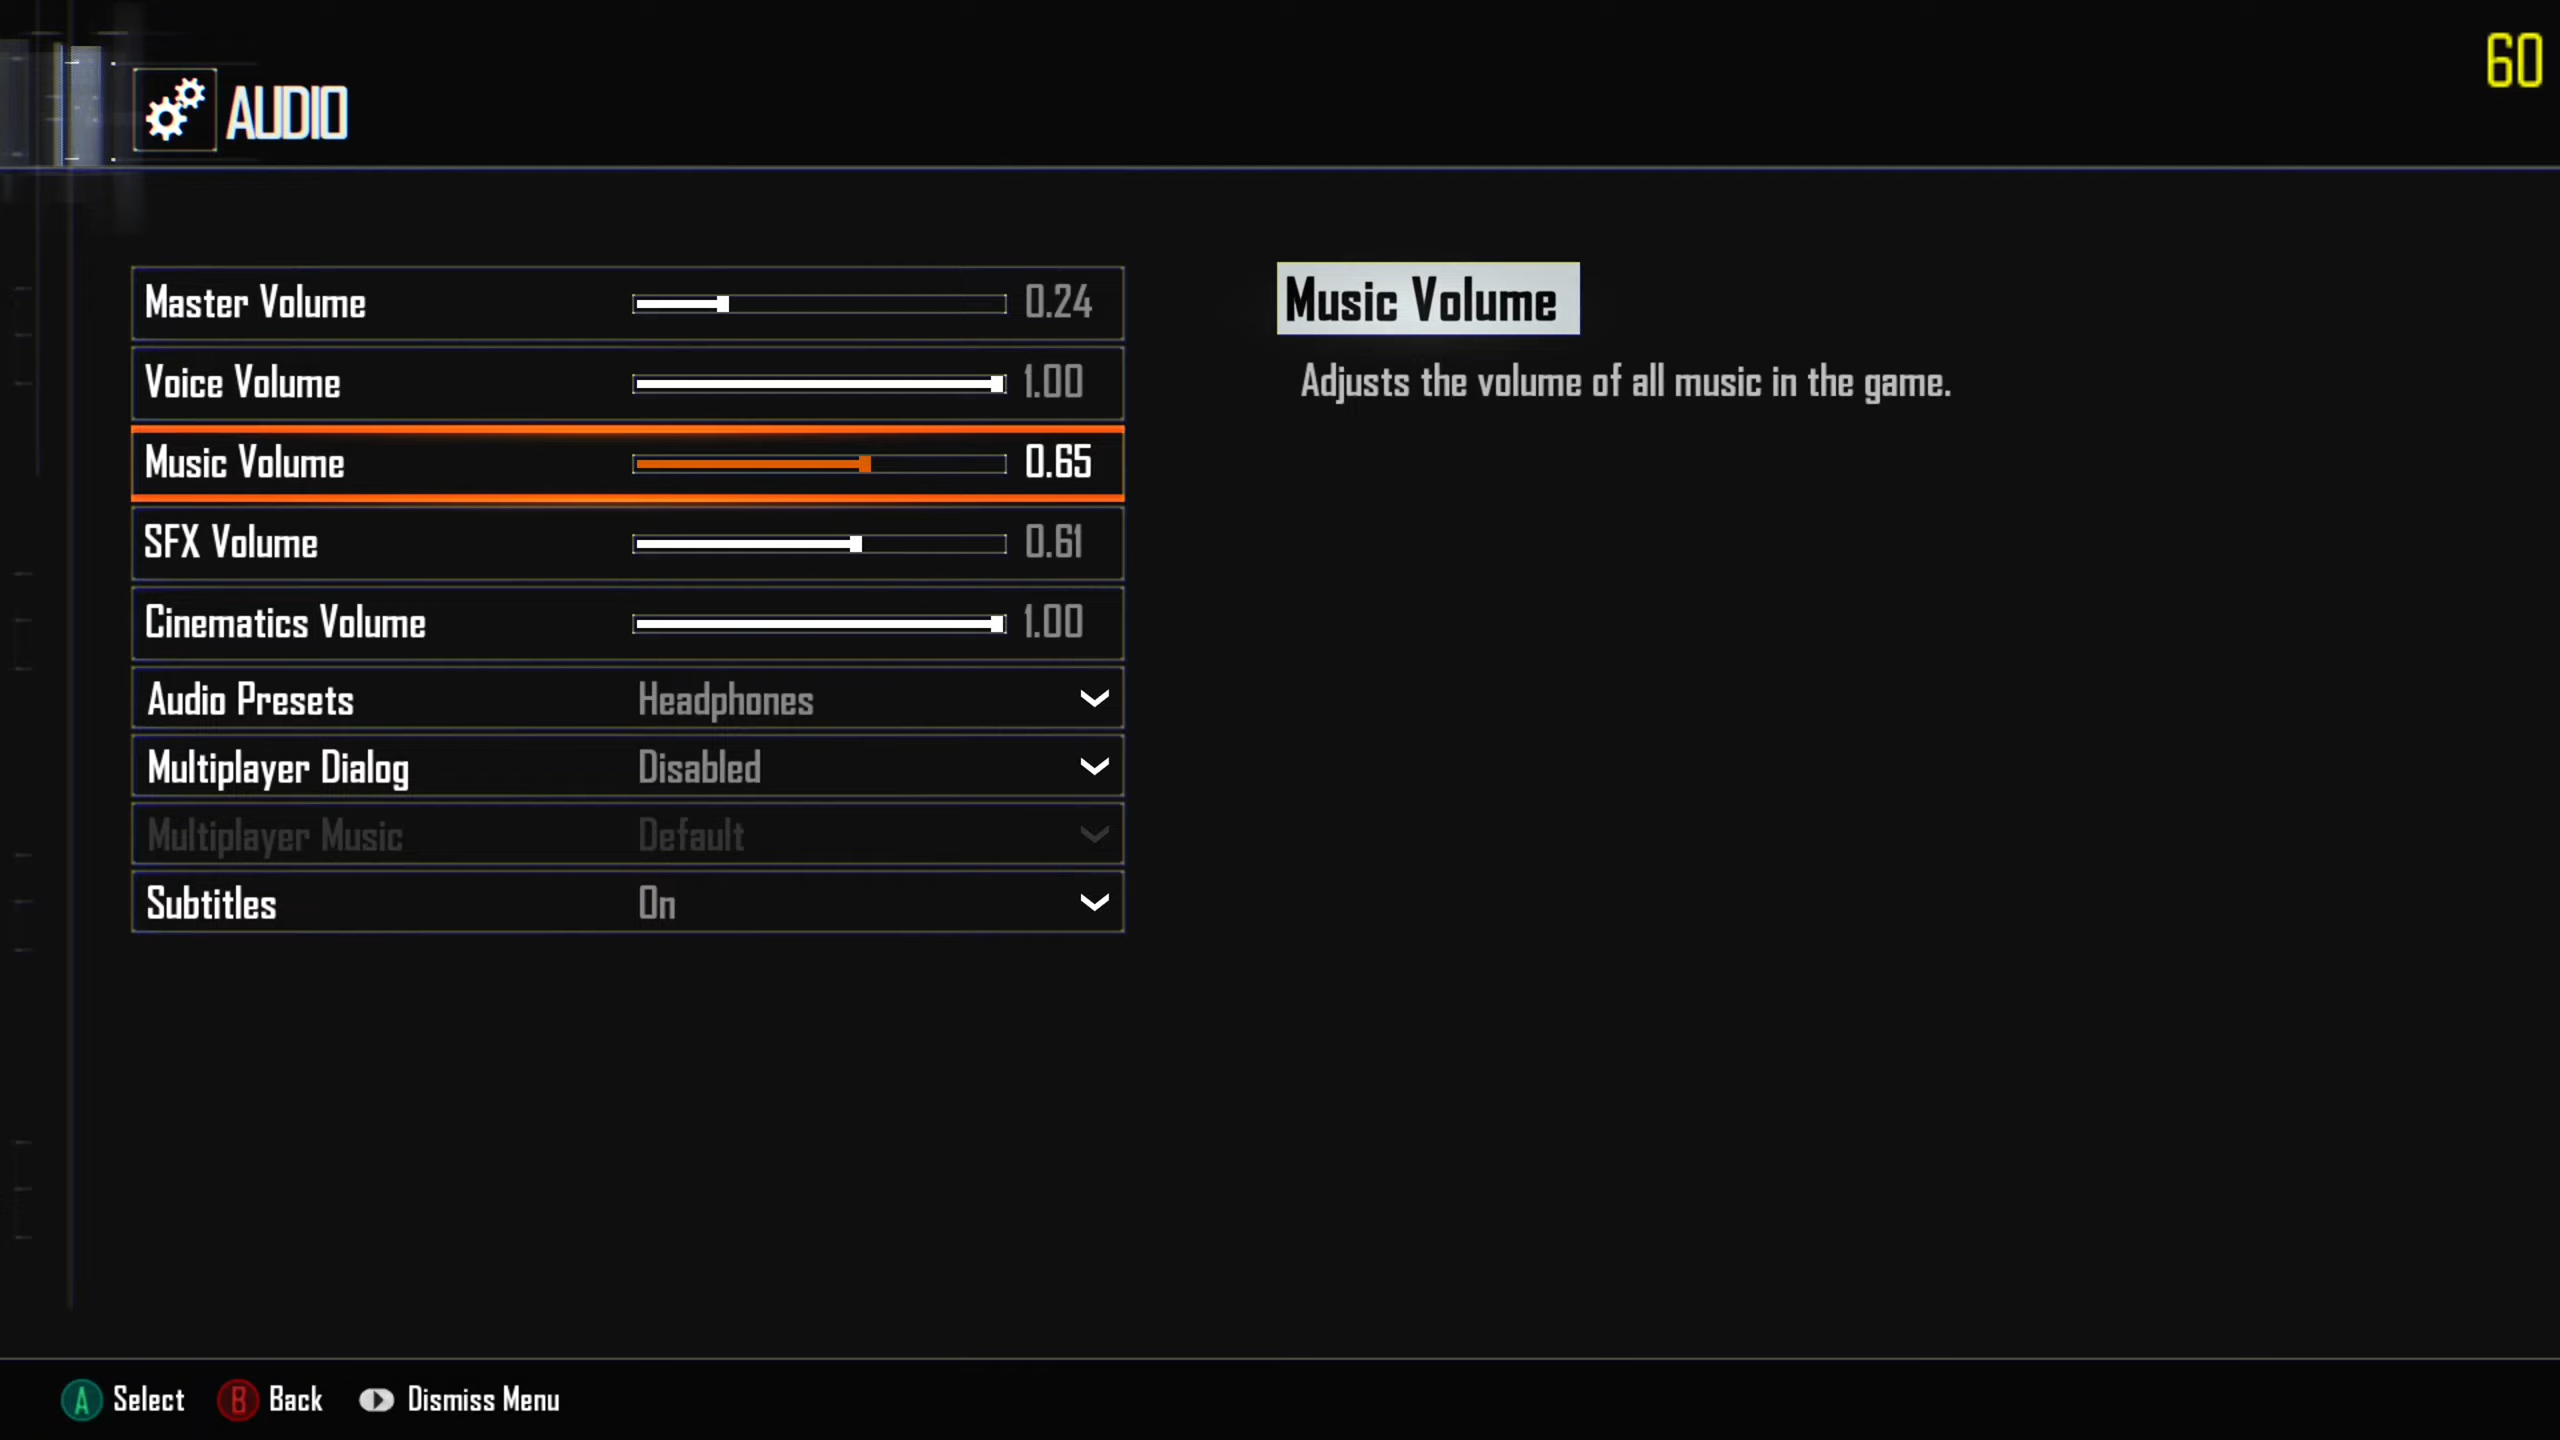 60
AUDIO
Master Volume 0.24
Voice Volume 1.00
Music Volume 0.65
SFX Volume 0.61
Cinematics Volume 1.00
Audio Presets Headphones
Multiplayer Dialog Disabled
Multiplayer Music Default
Subtitles On
Music Volume
Adjusts the volume of all music in the game.
A Select B Back Dismiss Menu